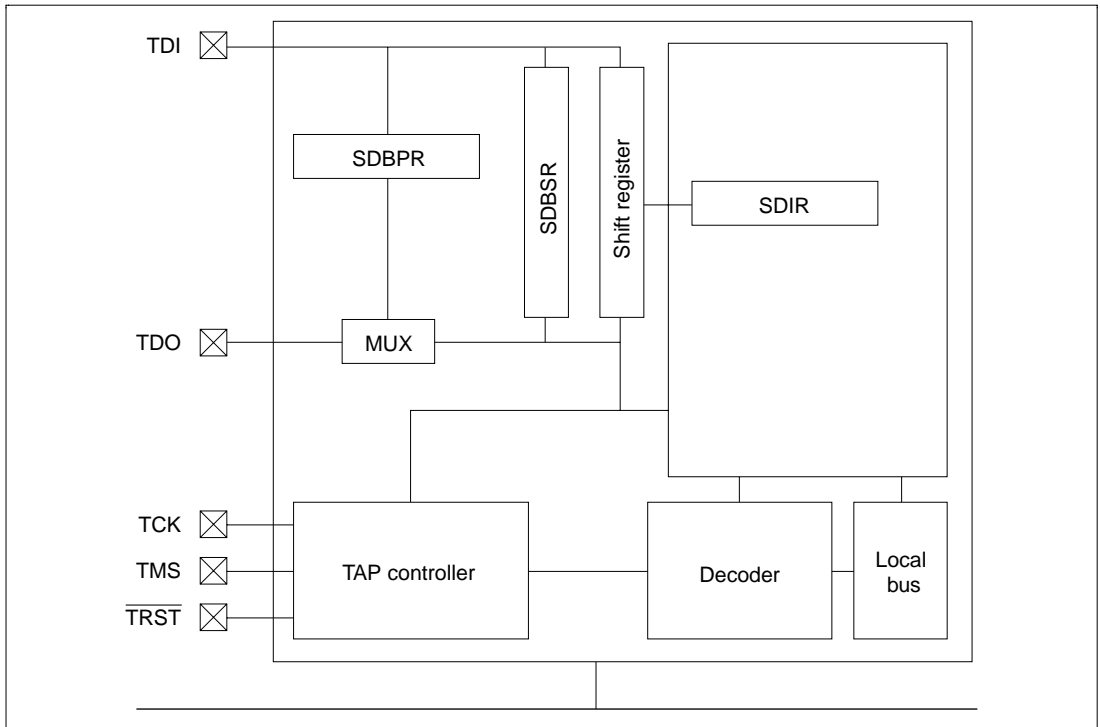 TDI
SDBPR
SDBSR
Shift register
SDIR
TDO
MUX
TCK
TMS
TRST
TAP controller
Decoder
Local
bus